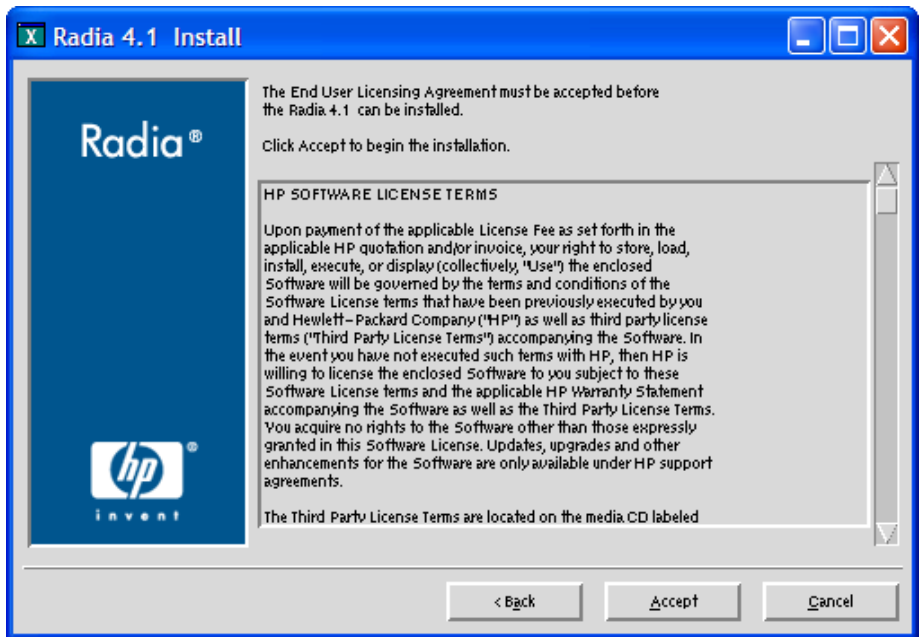 X Radia 4.1 Install
The End User Licensing Agreement must be accepted before
the Radia 4.1 can be installed.
Click Accept to begin the installation.
Radia®
HP SOFTWARE LICENSE TERMS
Upon payment of the applicable License Fee as set forth in the
applicable HP quotation and/or invoice, your right to store, load,
install, execute, or display (collectively, "Use") the enclosed
Software will be governed by the terms and conditions of the
Software License terms that have been previously executed by you
and Hewlett-Packard Company ("HP") as well as third party license
terms ("Third Party License Terms") accompanying the Software. In
the event you have not executed such terms with HP, then HP is
willing to license the enclosed Software to you subject to these
Software License terms and the applicable HP Warranty Statement
accompanying the Software as well as the Third Party License Terms.
You acquire no rights to the Software other than those expressly
granted in this Software License. Updates, upgrades and other
enhancements for the Software are only available under HP support
agreements.
The Third Party License Terms are located on the media CD labeled
hp®
invent
< Back
Accept
Cancel